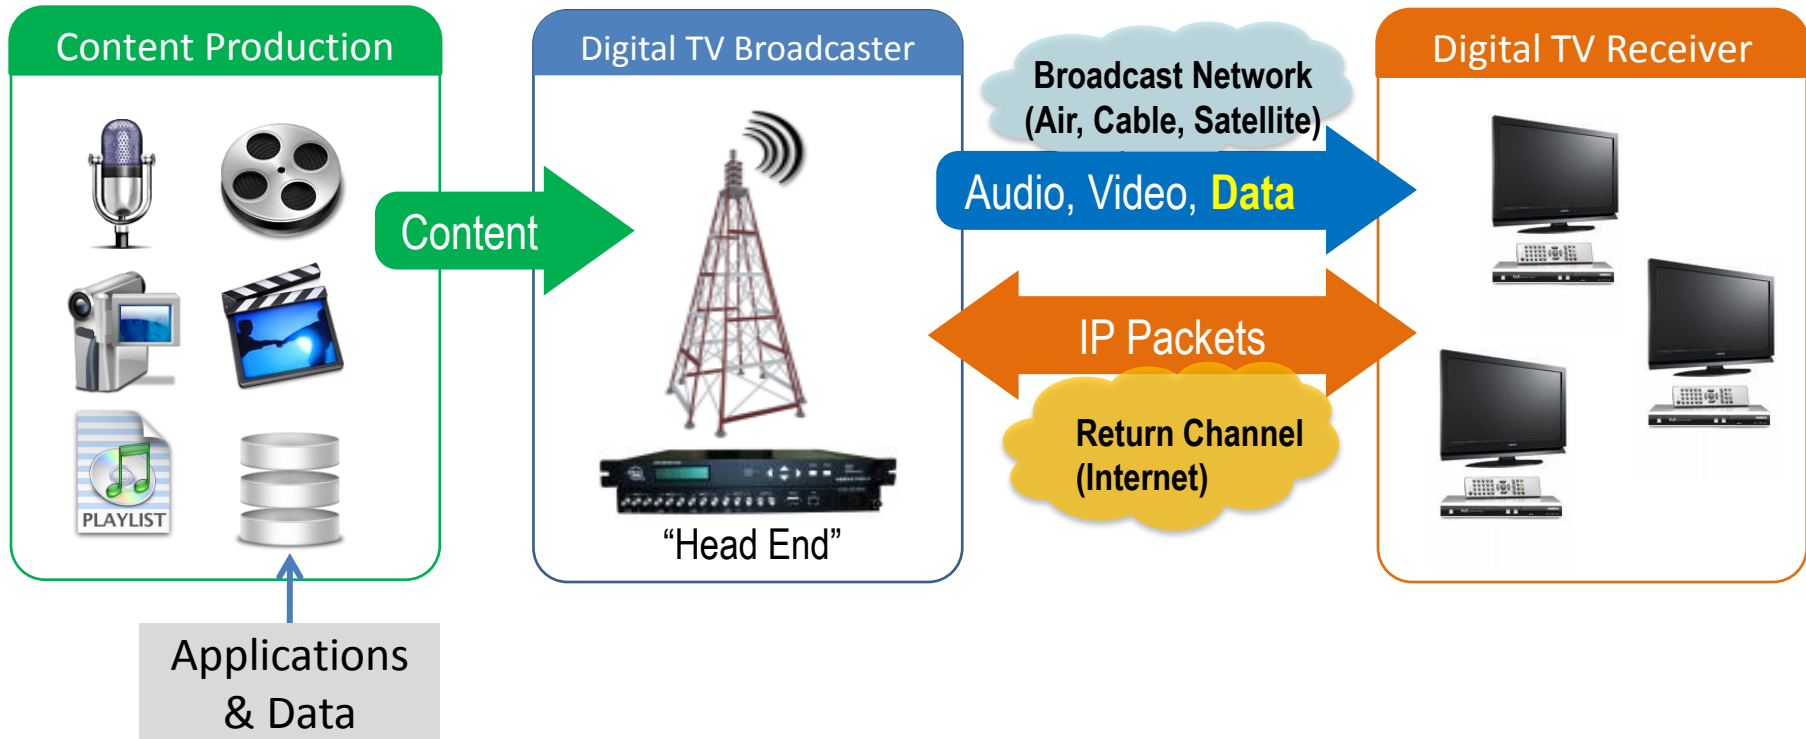 Content Production
Digital TV Broadcaster
Broadcast Network
(Air, Cable, Satellite)
Digital TV Receiver
Content
Audio, Video, Data
IP Packets
Return Channel
(Internet)
PLAYLIST
“Head End”
Applications
& Data